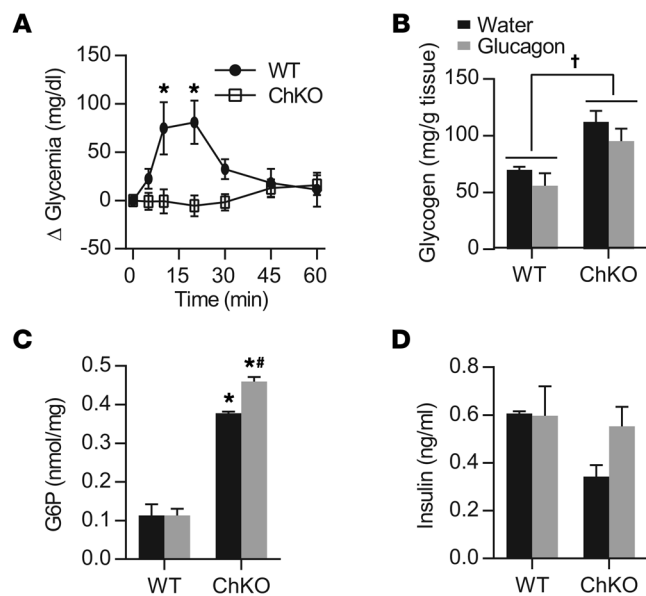 A
Δ Glycemia (mg/dl)
150
100
50
0
-50
* *
WT
ChKO
0 15 30 45 60
Time (min)
B
Water
Glucagon
Glycogen (mg/g tissue)
150
100
50
0
†
WT ChKO
C
G6P (nmol/mg)
0.5
0.4
0.3
0.2
0.1
0.0
* *#
WT ChKO
D
Insulin (ng/ml)
0.8
0.6
0.4
0.2
0.0
WT ChKO